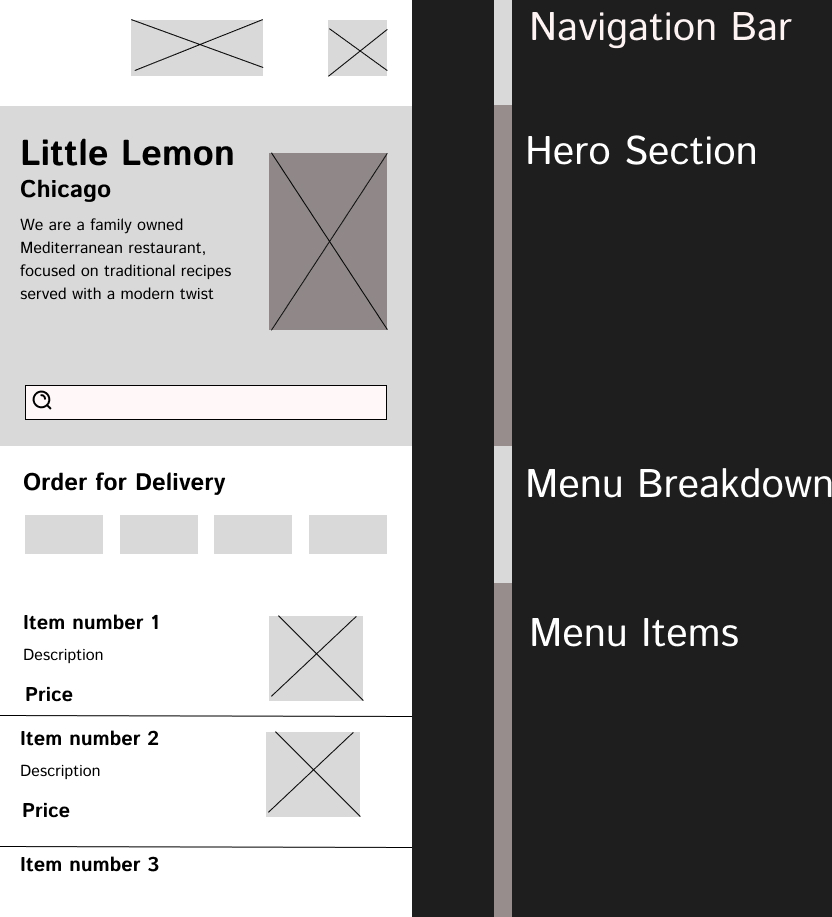 Navigation Bar
Little Lemon
Chicago
We are a family owned
Mediterranean restaurant,
focused on traditional recipes
served with a modern twist
Hero Section
Order for Delivery
Menu Breakdown
Item number 1
Description
Price
Item number 2
Description
Price
Item number 3
Menu Items